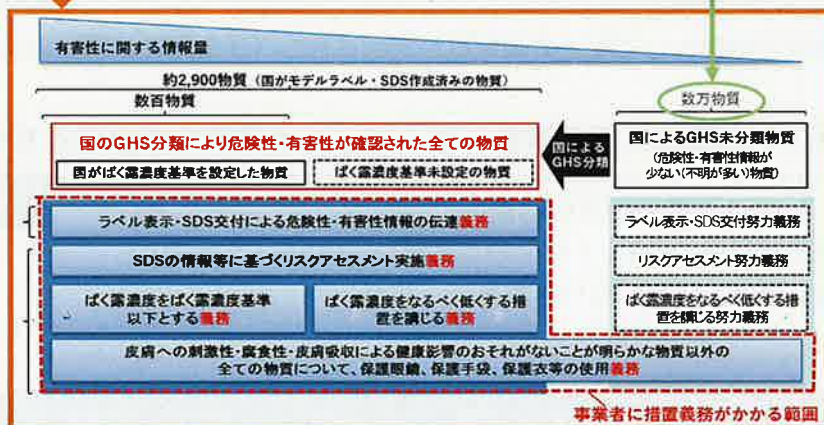 有害性に関する情報量
約2,900物質（国がモデルラベル・SDS作成済みの物質）
数百物質
数万物質
国のGHS分類により危険性・有害性が確認された全ての物質
国がばく露濃度基準を設定した物質
ばく露濃度基準未設定の物質
国による
GHS分類
国によるGHS未分類物質
（危険性・有害性情報が
少ない（不明が多い）物質）
ラベル表示・SDS交付による危険性・有害性情報の伝達義務
ラベル表示・SDS交付努力義務
SDSの情報等に基づくリスクアセスメント実施義務
リスクアセスメント努力義務
ばく露濃度をばく露濃度基準
以下とする義務
ばく露濃度をなるべく低くする措
置を講じる義務
ばく露濃度をなるべく低くする措
置を講じる努力義務
皮膚への刺激性・腐食性・皮膚吸収による健康影響のおそれがないことが明らかな物質以外の
全ての物質について、保護眼鏡、保護手袋、保護衣等の使用義務
事業者に措置義務がかかる範囲